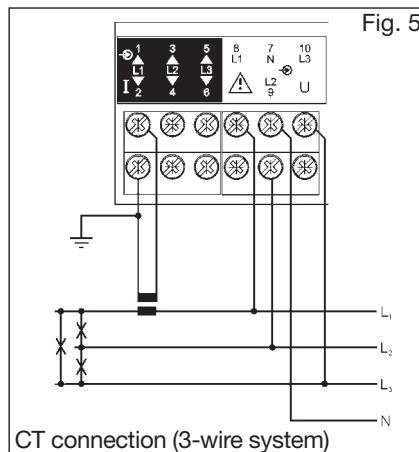 Fig. 5
1 3 5 8 7 10
L1 N L3
L1 L2 L3
I L2 U
2 4 6 9
L₁
L₂
L₃
N
CT connection (3-wire system)